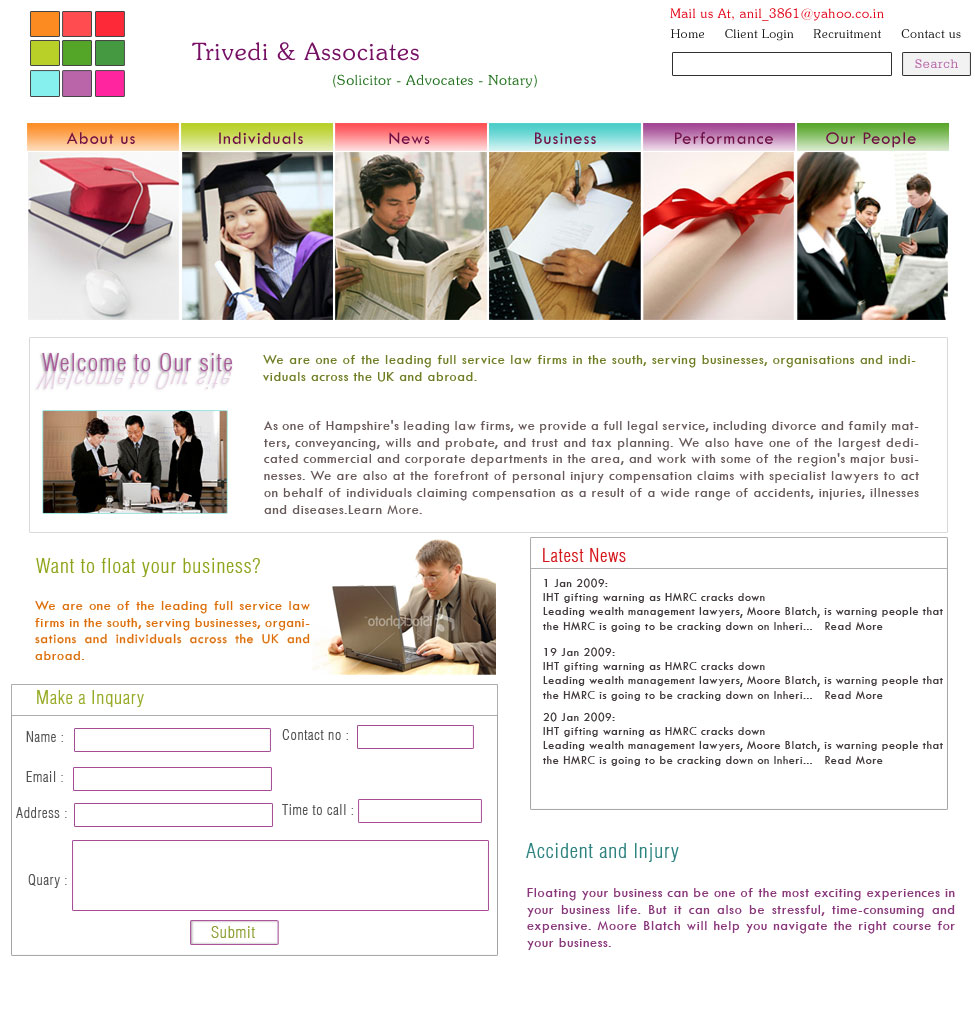 Mail us At, anil_3861@yahoo.co.in
Home Client Login Recruitment Contact us
Search
Trivedi & Associates
(Solicitor - Advocates - Notary)
About us Individuals News Business Performance Our People
Welcome to Our site
Welcome to Our site
We are one of the leading full service law firms in the south, serving businesses, organisations and indi-
viduals across the UK and abroad.
As one of Hampshire's leading law firms, we provide a full legal service, including divorce and family mat-
ters, conveyancing, wills and probate, and trust and tax planning. We also have one of the largest dedi-
cated commercial and corporate departments in the area, and work with some of the region's major busi-
nesses. We are also at the forefront of personal injury compensation claims with specialist lawyers to act
on behalf of individuals claiming compensation as a result of a wide range of accidents, injuries, illnesses
and diseases.Learn More.
Want to float your business?
We are one of the leading full service law
firms in the south, serving businesses, organi-
sations and individuals across the UK and
abroad.
iStockphoto
Make a Inquary
Name :
Contact no :
Email :
Address :
Time to call :
Quary :
Submit
Latest News
1 Jan 2009:
IHT gifting warning as HMRC cracks down
Leading wealth management lawyers, Moore Blatch, is warning people that
the HMRC is going to be cracking down on Inheri... Read More
19 Jan 2009:
IHT gifting warning as HMRC cracks down
Leading wealth management lawyers, Moore Blatch, is warning people that
the HMRC is going to be cracking down on Inheri... Read More
20 Jan 2009:
IHT gifting warning as HMRC cracks down
Leading wealth management lawyers, Moore Blatch, is warning people that
the HMRC is going to be cracking down on Inheri... Read More
Accident and Injury
Floating your business can be one of the most exciting experiences in
your business life. But it can also be stressful, time-consuming and
expensive. Moore Blatch will help you navigate the right course for
your business.